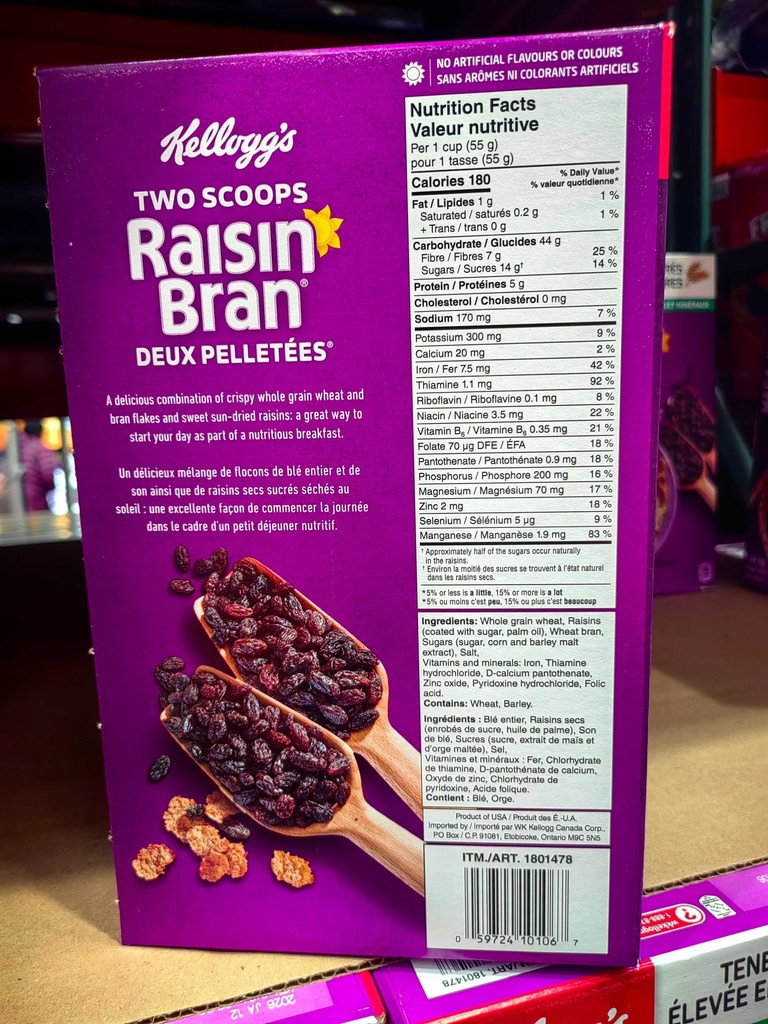 NO ARTIFICIAL FLAVOURS OR COLOURS
SANS ARÔMES NI COLORANTS ARTIFICIELS
Kellogg's
TWO SCOOPS
Raisin
Bran®
DEUX PELLETÉES®
A delicious combination of crispy whole grain wheat and
bran flakes and sweet sun-dried raisins: a great way to
start your day as part of a nutritious breakfast.
Un délicieux mélange de flocons de blé entier et de
son ainsi que de raisins secs sucrés séchés au
soleil : une excellente façon de commencer la journée
dans le cadre d'un petit déjeuner nutritif.
Nutrition Facts
Valeur nutritive
Per 1 cup (55 g)
pour 1 tasse (55 g)
Calories 180
% Daily Value*
% valeur quotidienne*
Fat / Lipides 1 g 1 %
Saturated / saturés 0.2 g 1 %
+ Trans / trans 0 g
Carbohydrate / Glucides 44 g
Fibre / Fibres 7 g 25 %
Sugars / Sucres 14 g† 14 %
Protein / Protéines 5 g
Cholesterol / Cholestérol 0 mg
Sodium 170 mg 7 %
Potassium 300 mg 9 %
Calcium 20 mg 2 %
Iron / Fer 7.5 mg 42 %
Thiamine 1.1 mg 92 %
Riboflavin / Riboflavine 0.1 mg 8 %
Niacin / Niacine 3.5 mg 22 %
Vitamin B₆ / Vitamine B₆ 0.35 mg 21 %
Folate 70 µg DFE / ÉFA 18 %
Pantothenate / Pantothénate 0.9 mg 18 %
Phosphorus / Phosphore 200 mg 16 %
Magnesium / Magnésium 70 mg 17 %
Zinc 2 mg 18 %
Selenium / Sélénium 5 µg 9 %
Manganese / Manganèse 1.9 mg 83 %
† Approximately half of the sugars occur naturally
in the raisins.
† Environ la moitié des sucres se trouvent à l'état naturel
dans les raisins secs.
*5% or less is a little, 15% or more is a lot
*5% ou moins c'est peu, 15% ou plus c'est beaucoup
Ingredients: Whole grain wheat, Raisins
(coated with sugar, palm oil), Wheat bran,
Sugars (sugar, corn and barley malt
extract), Salt,
Vitamins and minerals: Iron, Thiamine
hydrochloride, D-calcium pantothenate,
Zinc oxide, Pyridoxine hydrochloride, Folic
acid.
Contains: Wheat, Barley.
Ingrédients : Blé entier, Raisins secs
(enrobés de sucre, huile de palme), Son
de blé, Sucres (sucre, extrait de maïs et
d'orge maltée), Sel,
Vitamines et minéraux : Fer, Chlorhydrate
de thiamine, D-pantothénate de calcium,
Oxyde de zinc, Chlorhydrate de
pyridoxine, Acide folique.
Contient : Blé, Orge.
Product of USA / Produit des É.-U.A.
Imported by / Importé par WK Kellogg Canada Corp.,
PO Box / C.P. 91081, Etobicoke, Ontario M9C 5N5
ITM./ART. 1801478
0 59724 10106 7
ET MINÉRAUX
2026 JA 12
/ART. 1801478
TENE
ÉLEVÉE E